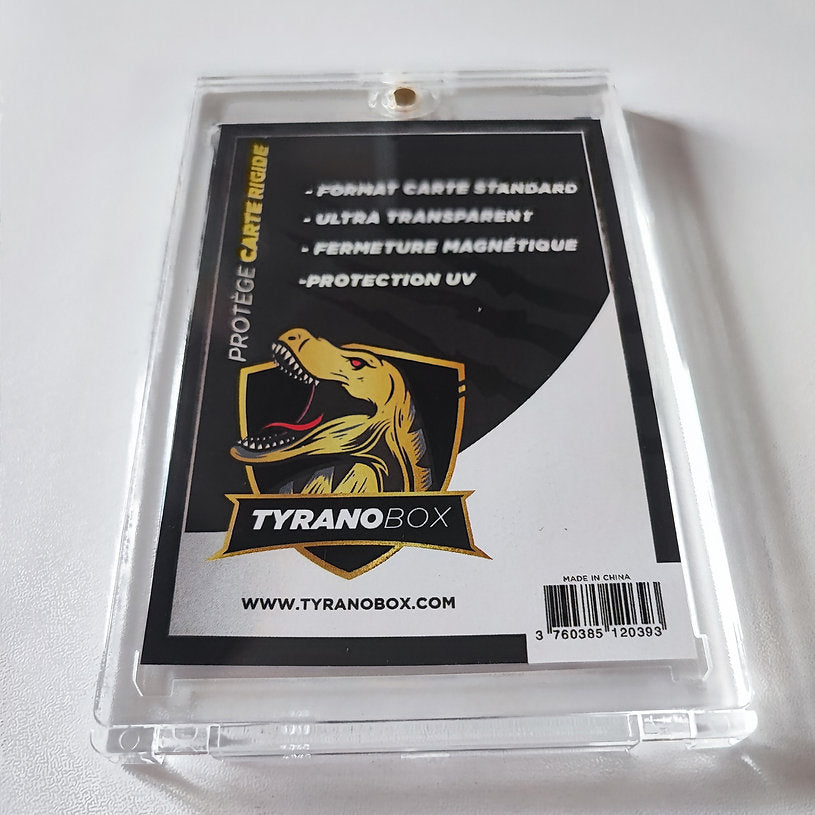 PROTÈGE CARTE RIGIDE
- FORMAT CARTE STANDARD
- ULTRA TRANSPARENT
- FERMETURE MAGNÉTIQUE
-PROTECTION UV
TYRANOBOX
WWW.TYRANOBOX.COM
MADE IN CHINA
3 760385 120393